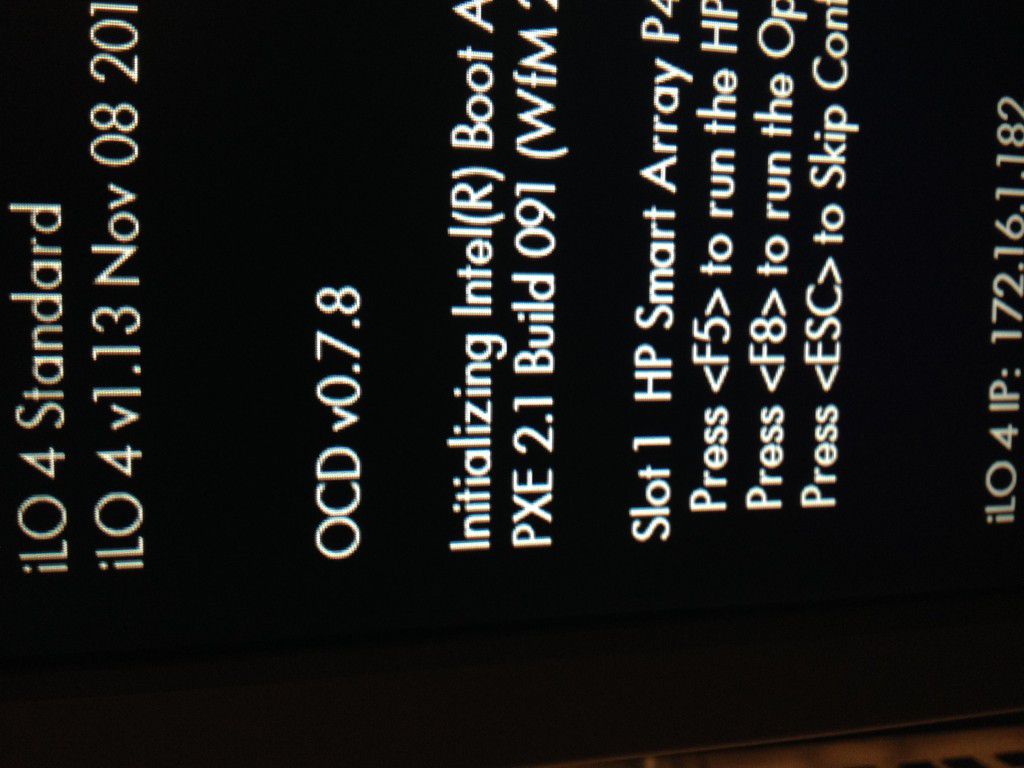 iLO 4 Standard
iLO 4 v1.13 Nov 08 201
OCD v0.7.8
Initializing Intel(R) Boot A
PXE 2.1 Build 091 (WfM 2
Slot 1 HP Smart Array P4
Press <F5> to run the HP
Press <F8> to run the Op
Press <ESC> to Skip Conf
iLO 4 IP: 172.16.1.182